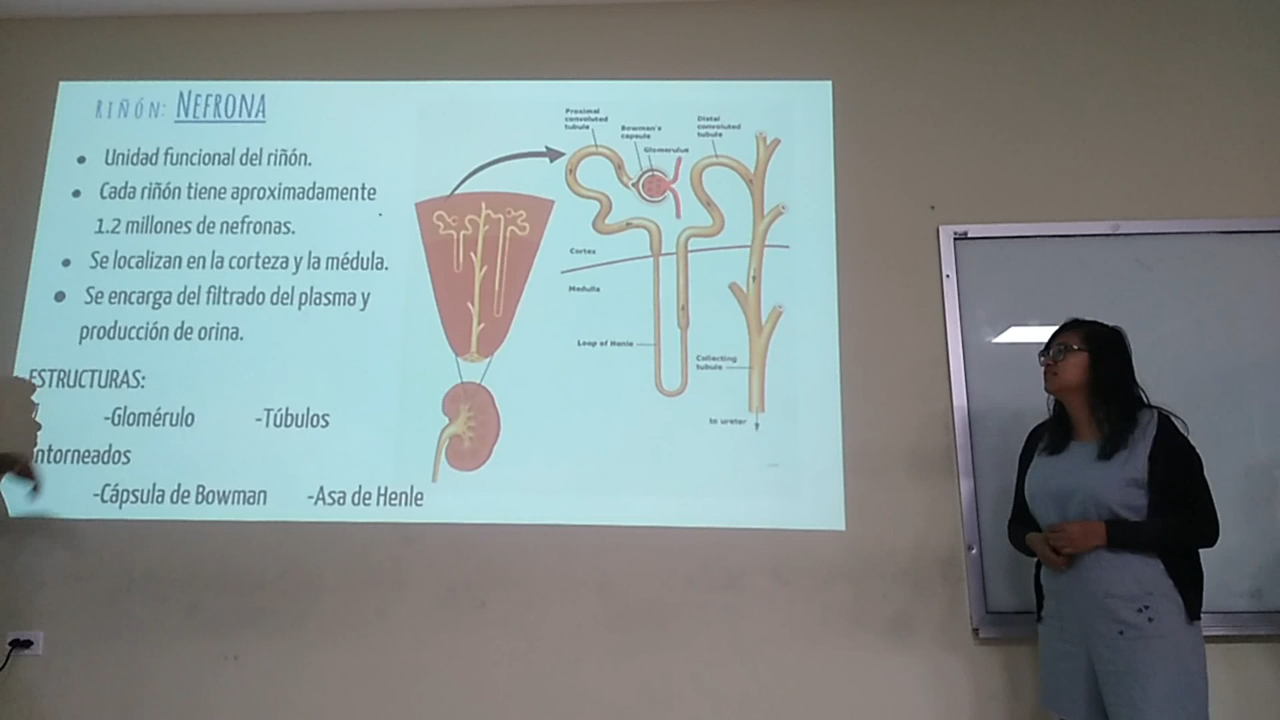 RIÑÓN: NEFRONA
● Unidad funcional del riñón.
● Cada riñón tiene aproximadamente
1.2 millones de nefronas.
● Se localizan en la corteza y la médula.
● Se encarga del filtrado del plasma y
producción de orina.
ESTRUCTURAS:
-Glomérulo -Túbulos
ntorneados
-Cápsula de Bowman -Asa de Henle
Proximal
convoluted
tubule
Bowman's
capsule
Glomerulus
Distal
convoluted
tubule
Cortex
Medulla
Loop of Henle
Collecting
tubule
to ureter